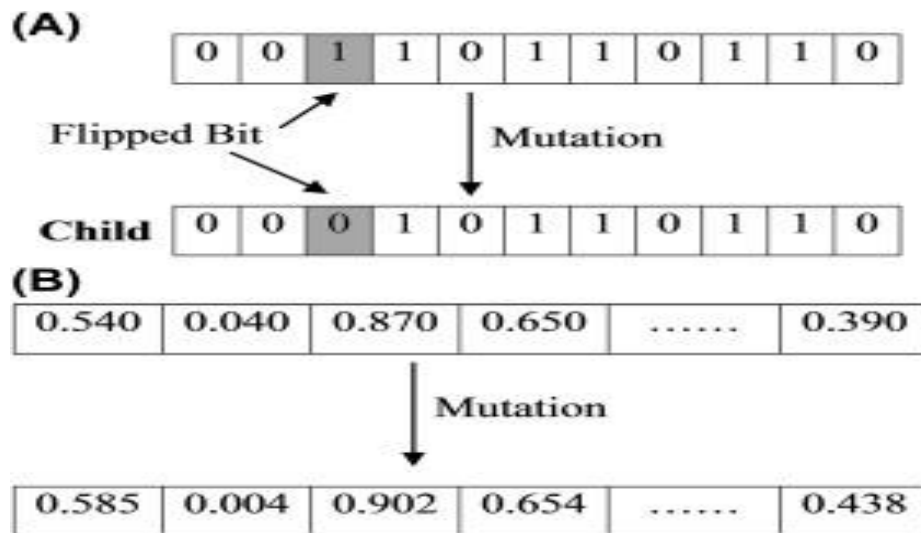 (A)
0 0 1 1 0 1 1 0 1 1 0
Flipped Bit
Mutation
Child 0 0 0 1 0 1 1 0 1 1 0
(B)
0.540 0.040 0.870 0.650 ...... 0.390
Mutation
0.585 0.004 0.902 0.654 ...... 0.438